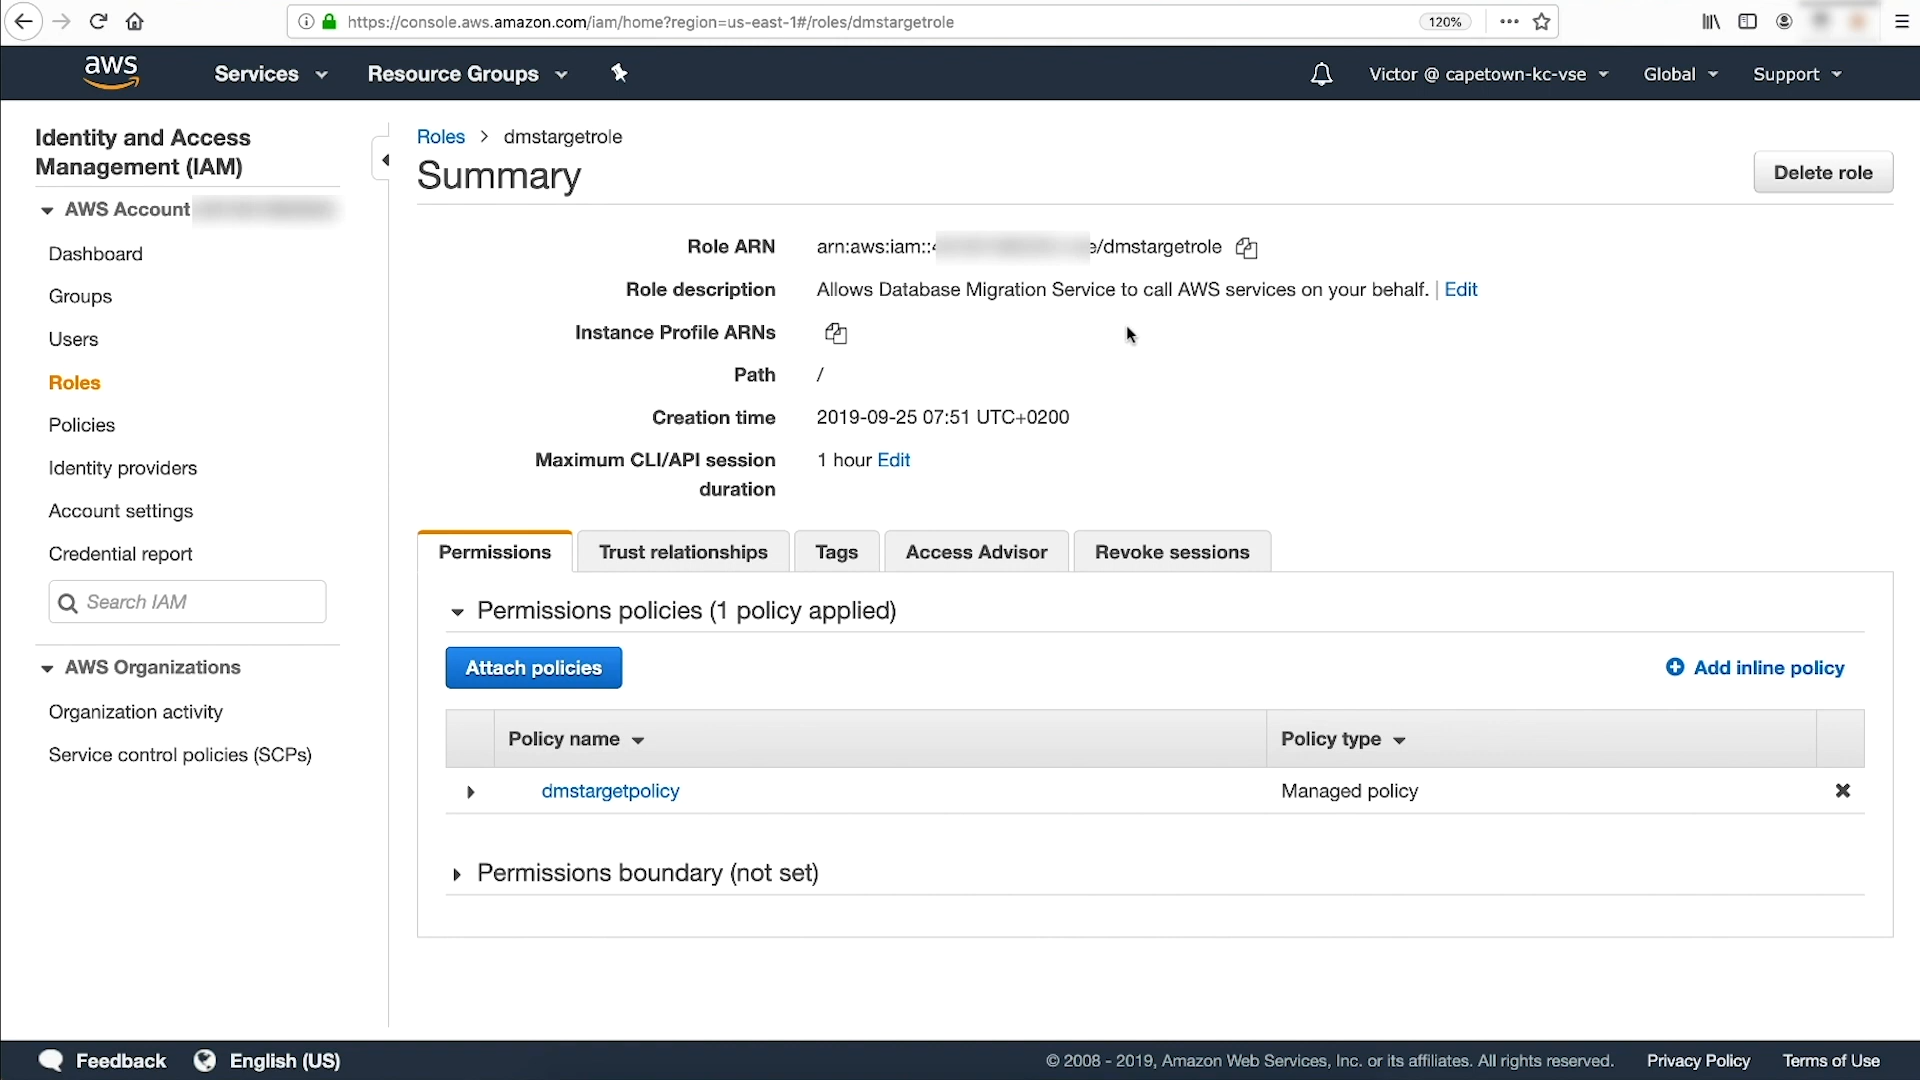 https://console.aws.amazon.com/iam/home?region=us-east-1#/roles/dmstargetrole
120%
aws
Services
Resource Groups
Victor @ capetown-kc-vse
Global
Support
Identity and Access
Management (IAM)
AWS Account
Dashboard
Groups
Users
Roles
Policies
Identity providers
Account settings
Credential report
Search IAM
AWS Organizations
Organization activity
Service control policies (SCPs)
Roles > dmstargetrole
Summary
Delete role
Role ARN arn:aws:iam:: e/dmstargetrole
Role description Allows Database Migration Service to call AWS services on your behalf. | Edit
Instance Profile ARNs
Path /
Creation time 2019-09-25 07:51 UTC+0200
Maximum CLI/API session
duration
1 hour Edit
Permissions
Trust relationships
Tags
Access Advisor
Revoke sessions
Permissions policies (1 policy applied)
Attach policies
Add inline policy
Policy name
Policy type
dmstargetpolicy
Managed policy
Permissions boundary (not set)
Feedback
English (US)
© 2008 - 2019, Amazon Web Services, Inc. or its affiliates. All rights reserved.
Privacy Policy
Terms of Use